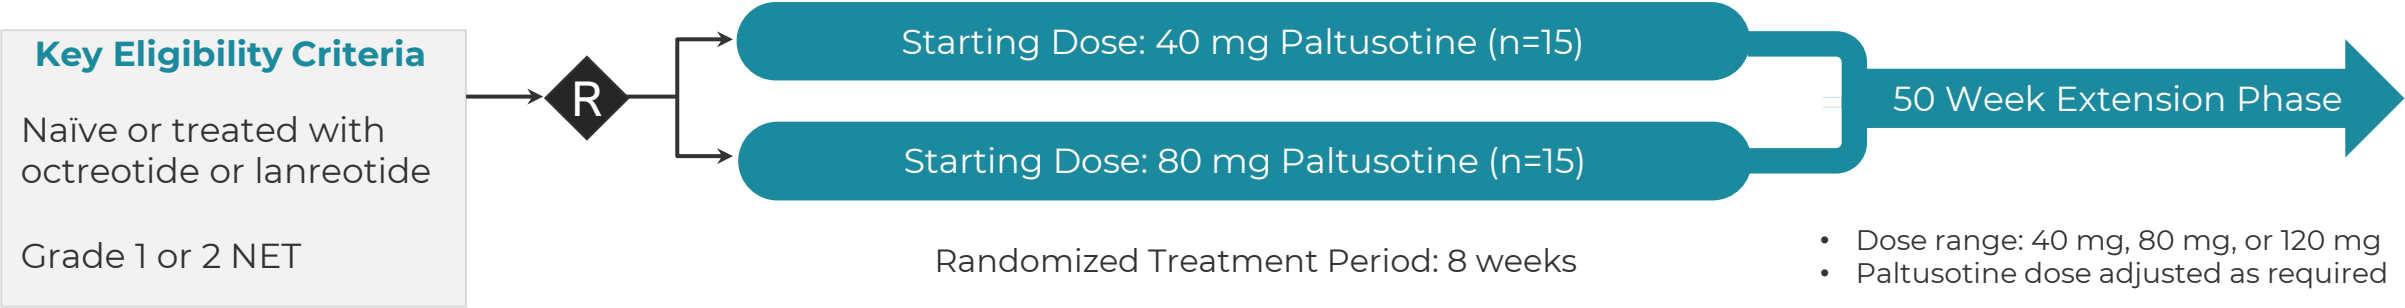 Key Eligibility Criteria
Naïve or treated with
octreotide or lanreotide
Grade 1 or 2 NET
R
Starting Dose: 40 mg Paltusotine (n=15)
Starting Dose: 80 mg Paltusotine (n=15)
Randomized Treatment Period: 8 weeks
50 Week Extension Phase
• Dose range: 40 mg, 80 mg, or 120 mg
• Paltusotine dose adjusted as required